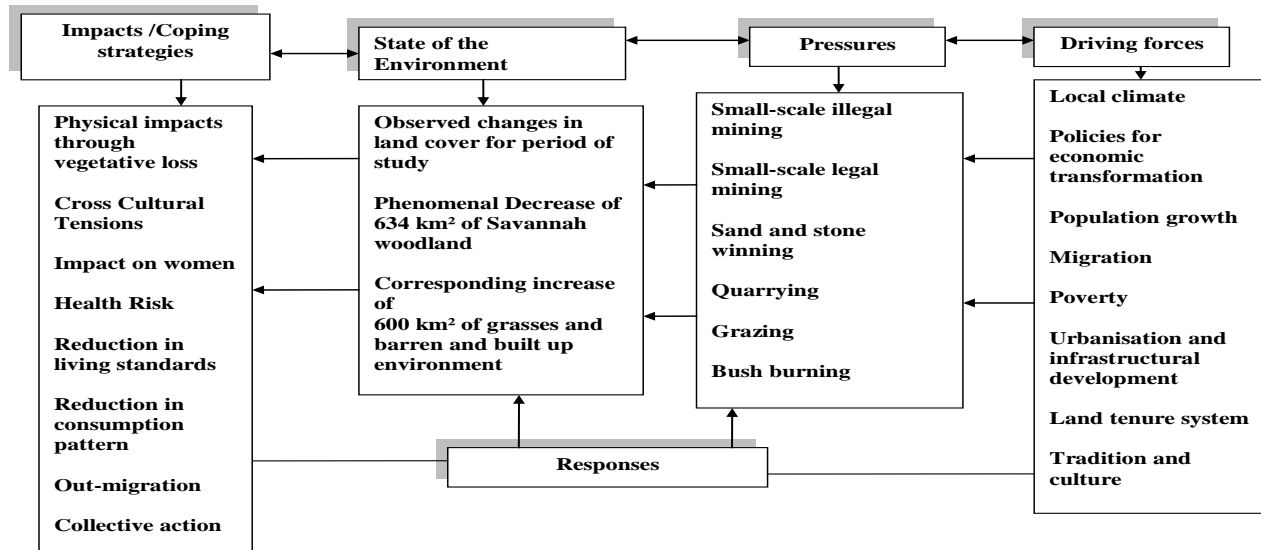 Impacts /Coping
strategies
State of the
Environment
Pressures
Driving forces
Physical impacts
through
vegetative loss
Cross Cultural
Tensions
Impact on women
Health Risk
Reduction in
living standards
Reduction in
consumption
pattern
Out-migration
Collective action
Observed changes in
land cover for period of
study
Phenomenal Decrease of
634 km² of Savannah
woodland
Corresponding increase
of
600 km² of grasses and
barren and built up
environment
Small-scale illegal
mining
Small-scale legal
mining
Sand and stone
winning
Quarrying
Grazing
Bush burning
Local climate
Policies for
economic
transformation
Population growth
Migration
Poverty
Urbanisation and
infrastructural
development
Land tenure system
Tradition and
culture
Responses